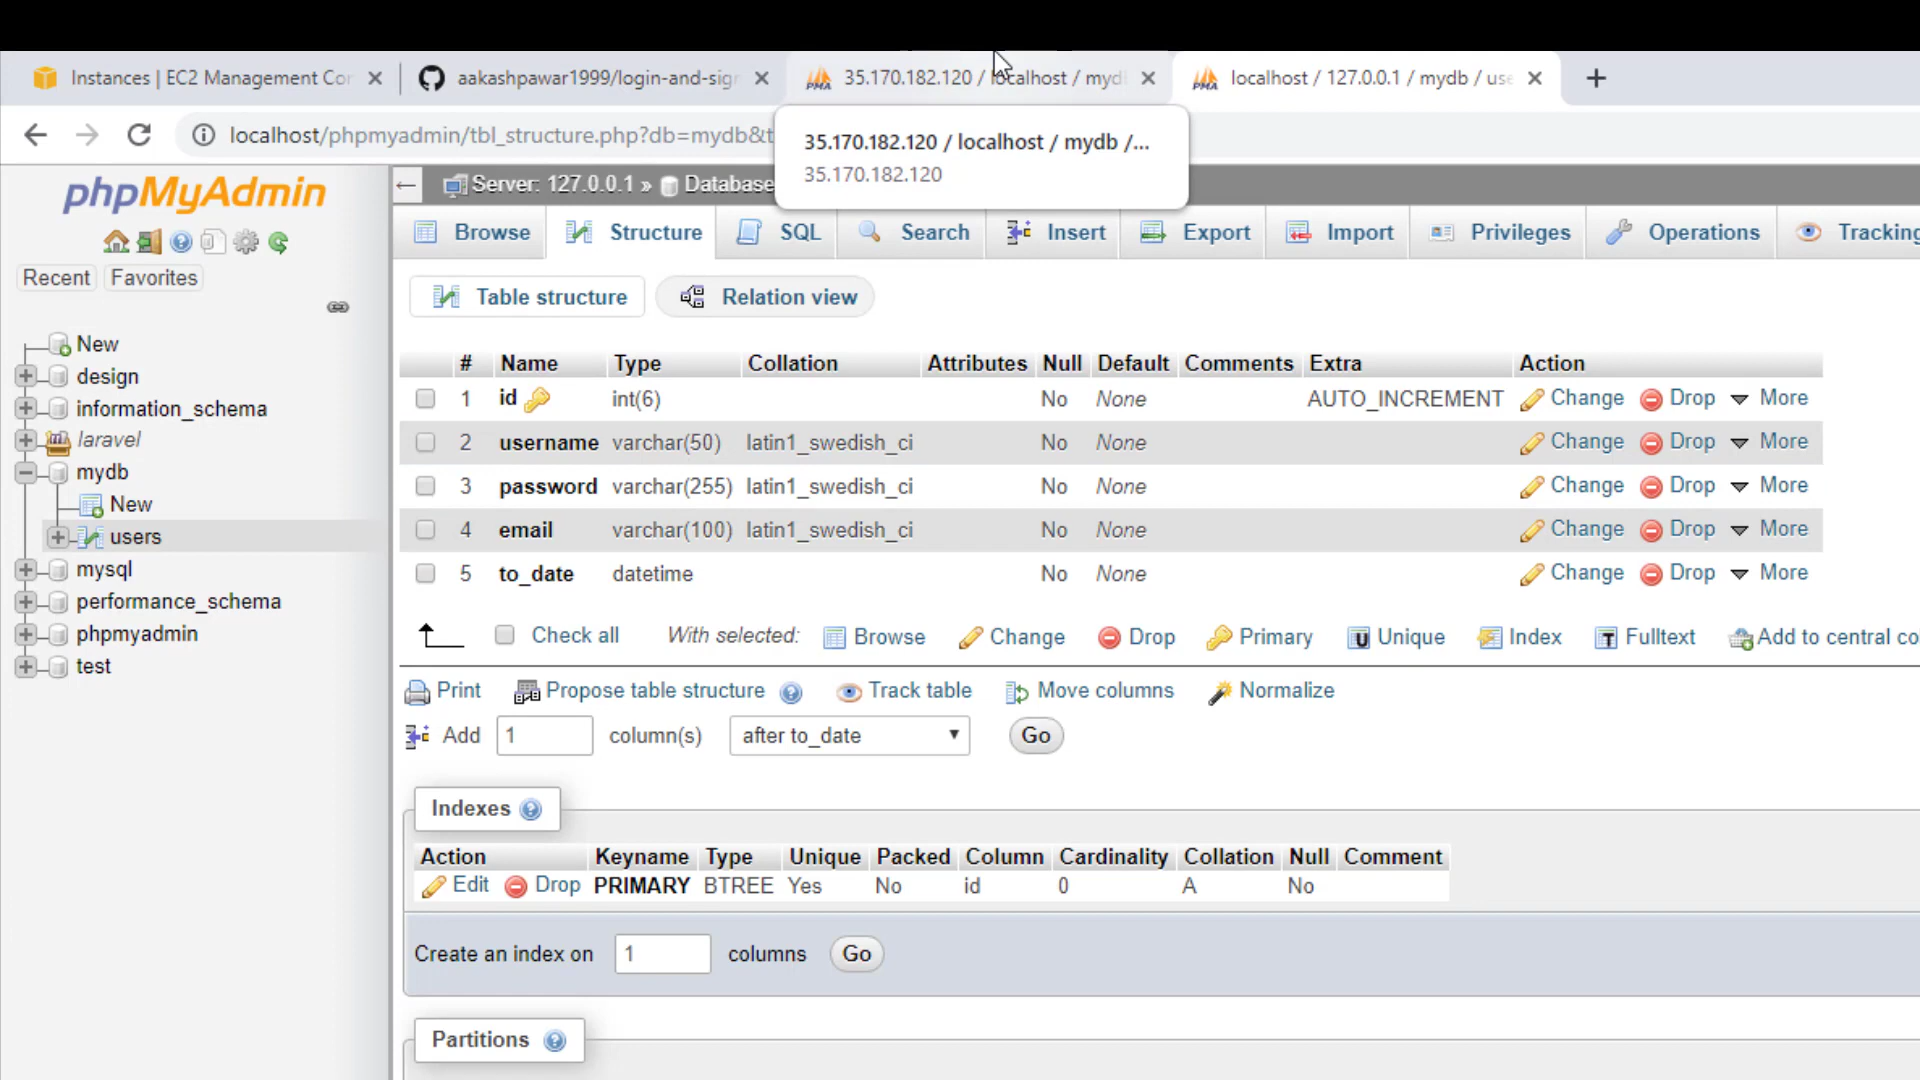 Instances | EC2 Management Con
aakashpawar1999/login-and-sig
35.170.182.120 / localhost / myd
localhost / 127.0.0.1 / mydb / use
localhost/phpmyadmin/tbl_structure.php?db=mydb&t
35.170.182.120 / localhost / mydb /...
35.170.182.120
phpMyAdmin
Server: 127.0.0.1 » Database
Browse Structure SQL Search Insert Export Import Privileges Operations Tracking
Recent Favorites
Table structure Relation view
New
design
information_schema
laravel
mydb
New
users
mysql
performance_schema
phpmyadmin
test
# Name Type Collation Attributes Null Default Comments Extra Action
1 id int(6) No None AUTO_INCREMENT Change Drop More
2 username varchar(50) latin1_swedish_ci No None Change Drop More
3 password varchar(255) latin1_swedish_ci No None Change Drop More
4 email varchar(100) latin1_swedish_ci No None Change Drop More
5 to_date datetime No None Change Drop More
Check all With selected: Browse Change Drop Primary Unique Index Fulltext Add to central co
Print Propose table structure Track table Move columns Normalize
Add 1 column(s) after to_date Go
Indexes
Action Keyname Type Unique Packed Column Cardinality Collation Null Comment
Edit Drop PRIMARY BTREE Yes No id 0 A No
Create an index on 1 columns Go
Partitions